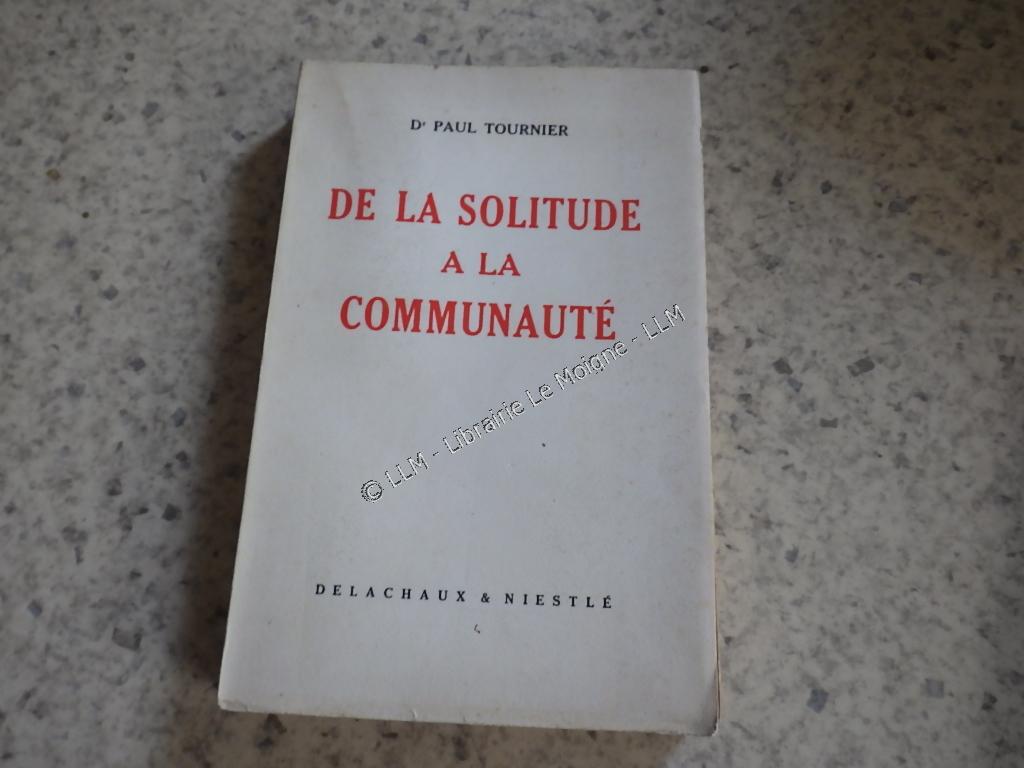 Dr PAUL TOURNIER
DE LA SOLITUDE
A LA
COMMUNAUTÉ
© LLM - Librairie Le Moigne - LLM
DELACHAUX & NIESTLÉ